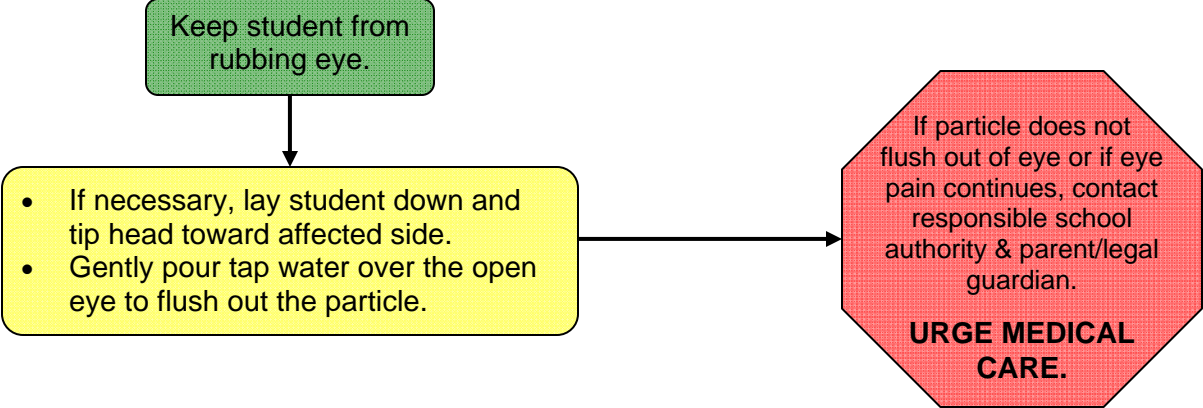 Keep student from
rubbing eye.
• If necessary, lay student down and
tip head toward affected side.
• Gently pour tap water over the open
eye to flush out the particle.
If particle does not
flush out of eye or if eye
pain continues, contact
responsible school
authority & parent/legal
guardian.
URGE MEDICAL
CARE.